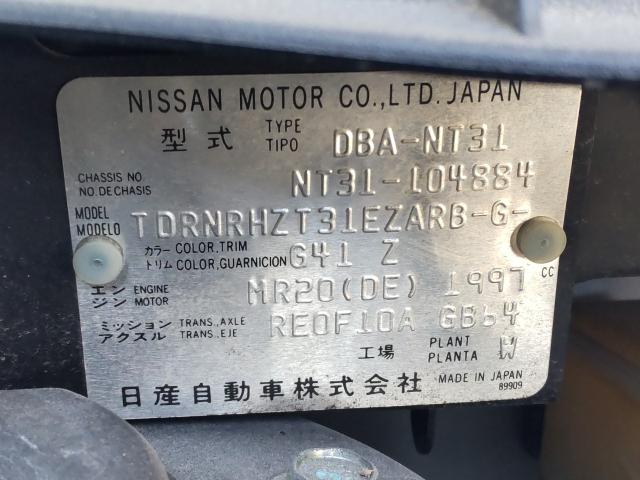 NISSAN MOTOR CO.,LTD. JAPAN
型式 TYPE TIPO DBA-NT31
CHASSIS NO. NO. DE CHASIS NT31-104884
MODEL MODELO TDRNRHZT31EZARB-G-
カラー COLOR,TRIM トリム COLOR,GUARNICION G41 Z
エンジン ENGINE MOTOR MR20(DE) 1997 CC
ミッション TRANS.,AXLE アクスル TRANS.,EJE RE0F10A GB54
工場 PLANT PLANTA W
日産自動車株式会社 MADE IN JAPAN
89909